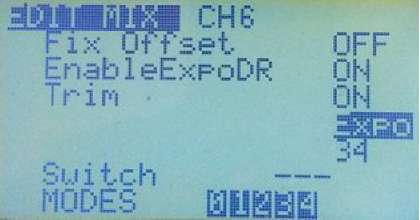 EDIT MIX CH6
Fix Offset OFF
EnableExpoDR ON
Trim ON
EXPO
34
Switch ---
MODES 01234